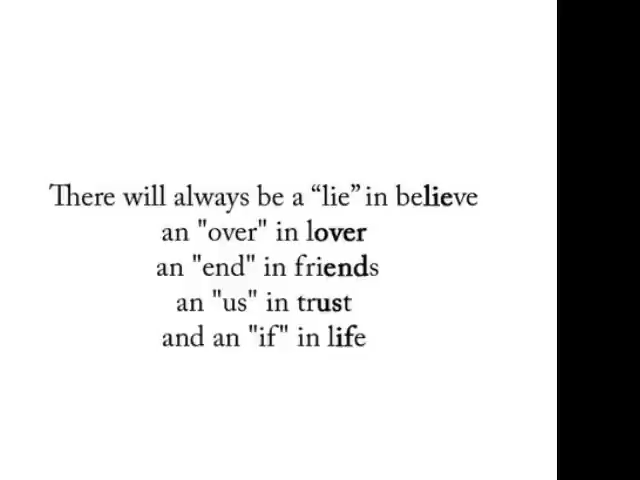 There will always be a “lie” in believe
an "over" in lover
an "end" in friends
an "us" in trust
and an "if" in life